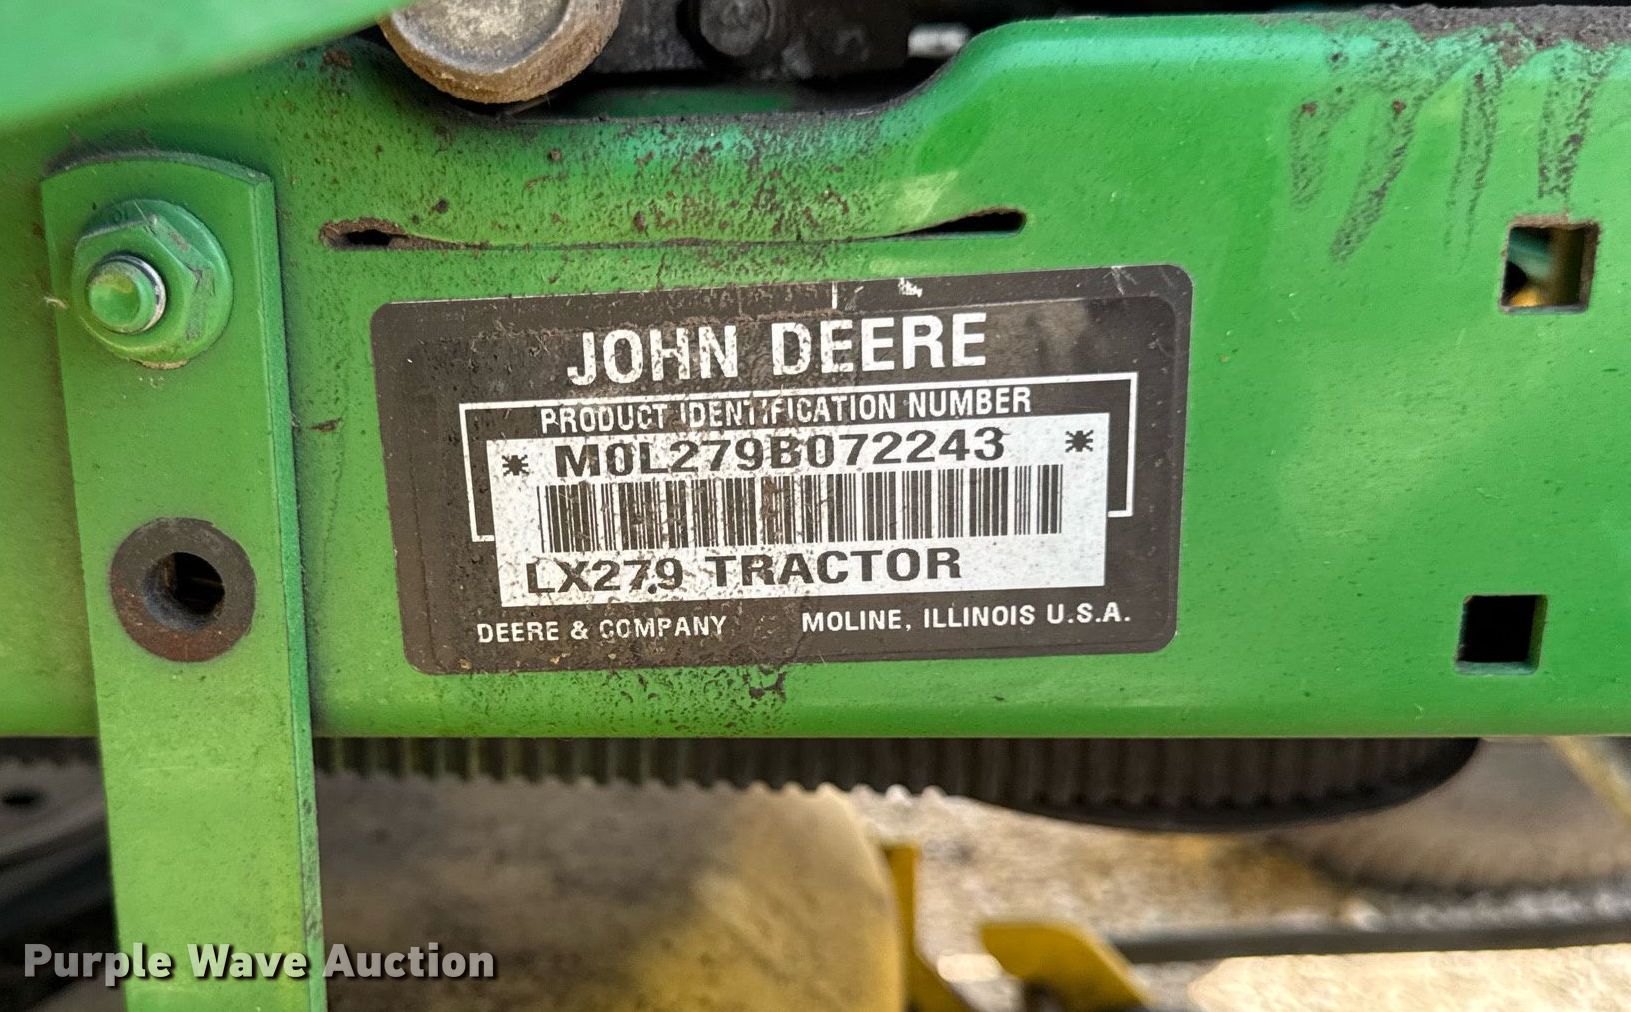 JOHN DEERE
PRODUCT IDENTIFICATION NUMBER
* M0L279B072243 *
LX279 TRACTOR
DEERE & COMPANY MOLINE, ILLINOIS U.S.A.
Purple Wave Auction